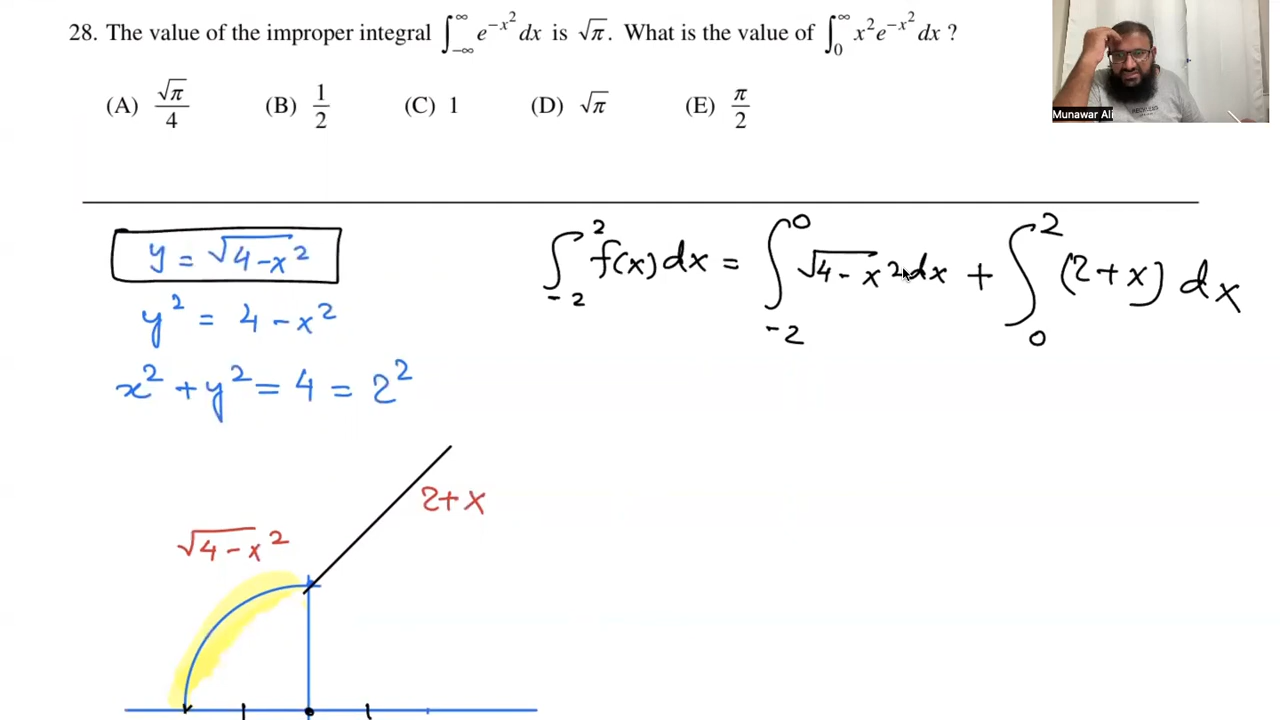 28. The value of the improper integral ∫_{-∞}^{∞} e^{-x^2} dx is √π. What is the value of ∫_0^∞ x^2 e^{-x^2} dx ?
(A) √π/4 (B) 1/2 (C) 1 (D) √π (E) π/2
RECKLESS
Munawar Ali
y = √(4-x^2)
∫_{-2}^{2} f(x) dx = ∫_{-2}^{0} √(4-x^2) dx + ∫_0^2 (2+x) dx
y^2 = 4-x^2
x^2 + y^2 = 4 = 2^2
2+x
√(4-x^2)